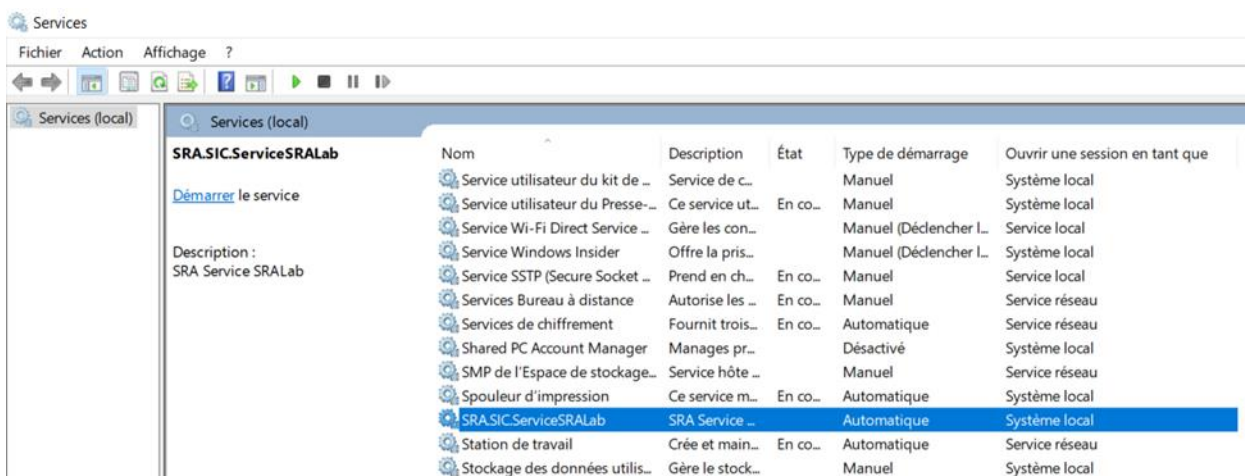 Services
Fichier Action Affichage ?
Services (local)
Services (local)
SRA.SIC.ServiceSRALab
Démarrer le service
Description :
SRA Service SRALab
Nom Description État Type de démarrage Ouvrir une session en tant que
Service utilisateur du kit de ... Service de c... Manuel Système local
Service utilisateur du Presse-... Ce service ut... En co... Manuel Système local
Service Wi-Fi Direct Service ... Gère les con... Manuel (Déclencher l... Service local
Service Windows Insider Offre la pris... Manuel (Déclencher l... Système local
Service SSTP (Secure Socket ... Prend en ch... En co... Manuel Service local
Services Bureau à distance Autorise les ... En co... Manuel Service réseau
Services de chiffrement Fournit trois... En co... Automatique Service réseau
Shared PC Account Manager Manages pr... Désactivé Système local
SMP de l'Espace de stockage... Service hôte ... Manuel Service réseau
Spouleur d'impression Ce service m... En co... Automatique Système local
SRA.SIC.ServiceSRALab SRA Service ... Automatique Système local
Station de travail Crée et main... En co... Automatique Service réseau
Stockage des données utilis... Gère le stock... Manuel Système local